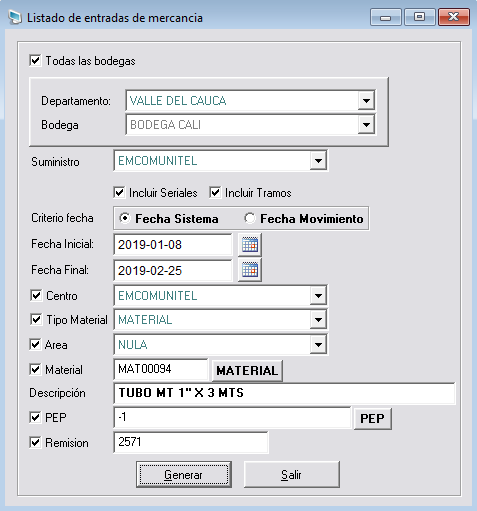 Listado de entradas de mercancia
Todas las bodegas
Departamento: VALLE DEL CAUCA
Bodega BODEGA CALI
Suministro EMCOMUNITEL
Incluir Seriales Incluir Tramos
Criterio fecha Fecha Sistema Fecha Movimiento
Fecha Inicial: 2019-01-08
Fecha Final: 2019-02-25
Centro EMCOMUNITEL
Tipo Material MATERIAL
Area NULA
Material MAT00094 MATERIAL
Descripción TUBO MT 1" X 3 MTS
PEP -1 PEP
Remision 2571
Generar Salir